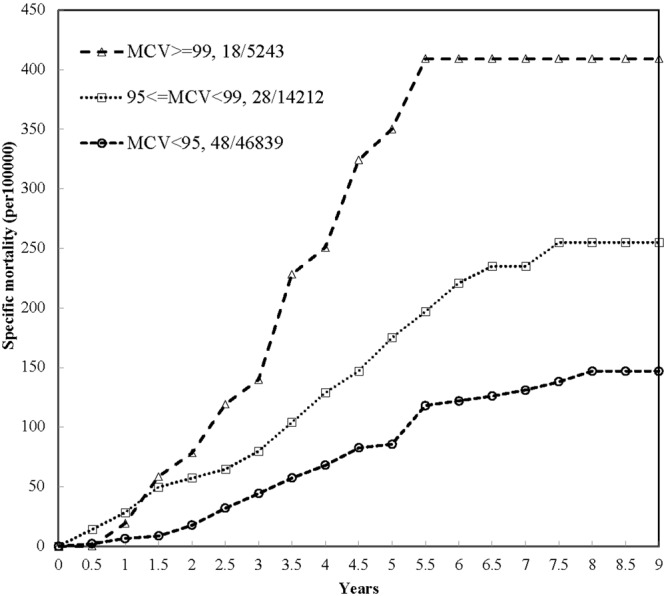 Specific mortality (per100000)
450
400
350
300
250
200
150
100
50
0
MCV>=99, 18/5243
95<=MCV<99, 28/14212
MCV<95, 48/46839
0 0.5 1 1.5 2 2.5 3 3.5 4 4.5 5 5.5 6 6.5 7 7.5 8 8.5 9
Years